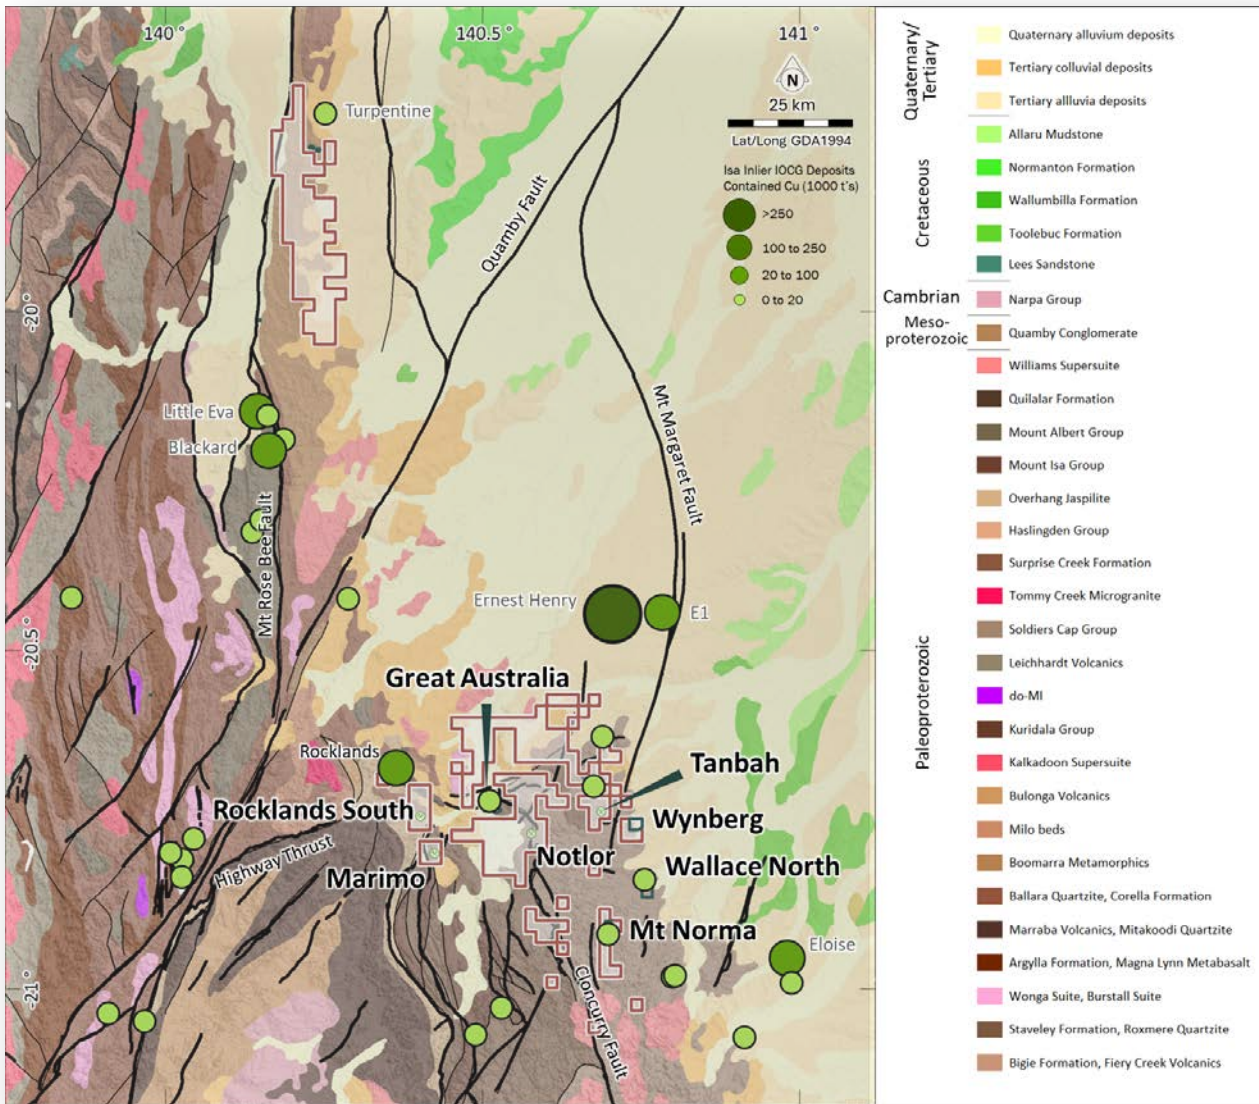 140 °
140.5 °
141 °
N
25 km
Lat/Long GDA1994
Isa Inlier IOCG Deposits
Contained Cu (1000 t's)
>250
100 to 250
20 to 100
0 to 20
Turpentine
Quamby Fault
-20 °
Little Eva
Blackard
Mt Rose Bee Fault
Mt Margaret Fault
Ernest Henry
E1
-20.5 °
Great Australia
Rocklands
Tanbah
Rocklands South
Wynberg
Highway Thrust
Marimo
Notlor
Wallace North
Mt Norma
Eloise
Cloncurry Fault
-21 °
Quaternary/
Tertiary
Quaternary alluvium deposits
Tertiary colluvial deposits
Tertiary allluvia deposits
Cretaceous
Allaru Mudstone
Normanton Formation
Wallumbilla Formation
Toolebuc Formation
Lees Sandstone
Cambrian
Narpa Group
Meso-
proterozoic
Quamby Conglomerate
Paleoproterozoic
Williams Supersuite
Quilalar Formation
Mount Albert Group
Mount Isa Group
Overhang Jaspilite
Haslingden Group
Surprise Creek Formation
Tommy Creek Microgranite
Soldiers Cap Group
Leichhardt Volcanics
do-MI
Kuridala Group
Kalkadoon Supersuite
Bulonga Volcanics
Milo beds
Boomarra Metamorphics
Ballara Quartzite, Corella Formation
Marraba Volcanics, Mitakoodi Quartzite
Argylla Formation, Magna Lynn Metabasalt
Wonga Suite, Burstall Suite
Staveley Formation, Roxmere Quartzite
Bigie Formation, Fiery Creek Volcanics